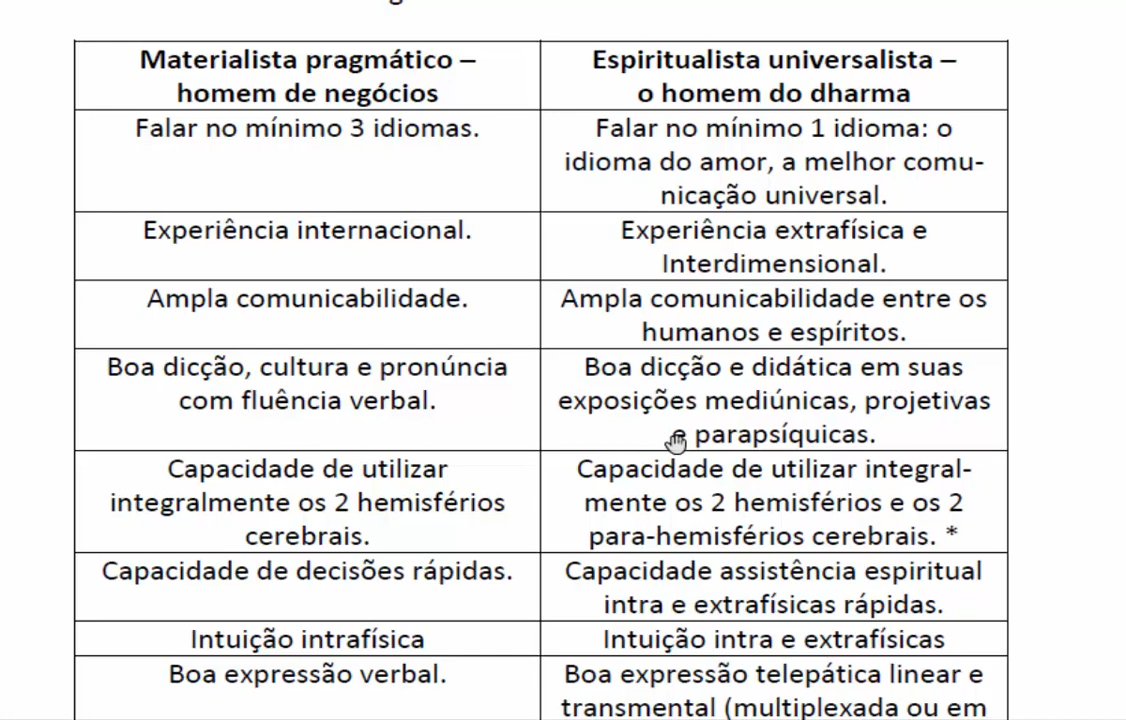 Materialista pragmático –
homem de negócios
Espiritualista universalista –
o homem do dharma
Falar no mínimo 3 idiomas.
Falar no mínimo 1 idioma: o
idioma do amor, a melhor comu-
nicação universal.
Experiência internacional.
Experiência extrafísica e
Interdimensional.
Ampla comunicabilidade.
Ampla comunicabilidade entre os
humanos e espíritos.
Boa dicção, cultura e pronúncia
com fluência verbal.
Boa dicção e didática em suas
exposições mediúnicas, projetivas
e parapsíquicas.
Capacidade de utilizar
integralmente os 2 hemisférios
cerebrais.
Capacidade de utilizar integral-
mente os 2 hemisférios e os 2
para-hemisférios cerebrais. *
Capacidade de decisões rápidas.
Capacidade assistência espiritual
intra e extrafísicas rápidas.
Intuição intrafísica
Intuição intra e extrafísicas
Boa expressão verbal.
Boa expressão telepática linear e
transmental (multiplexada ou em